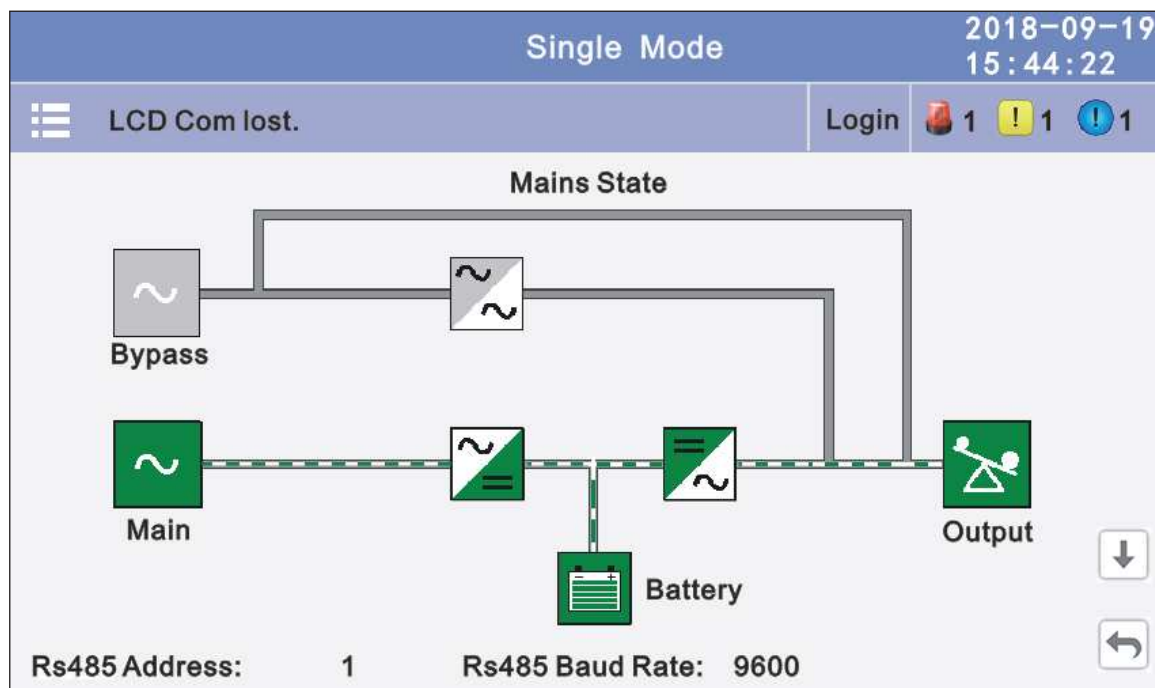 Single Mode
2018-09-19
15:44:22
LCD Com lost.
Login
1
! 1
! 1
Mains State
Bypass
Main
Output
Battery
Rs485 Address: 1
Rs485 Baud Rate: 9600